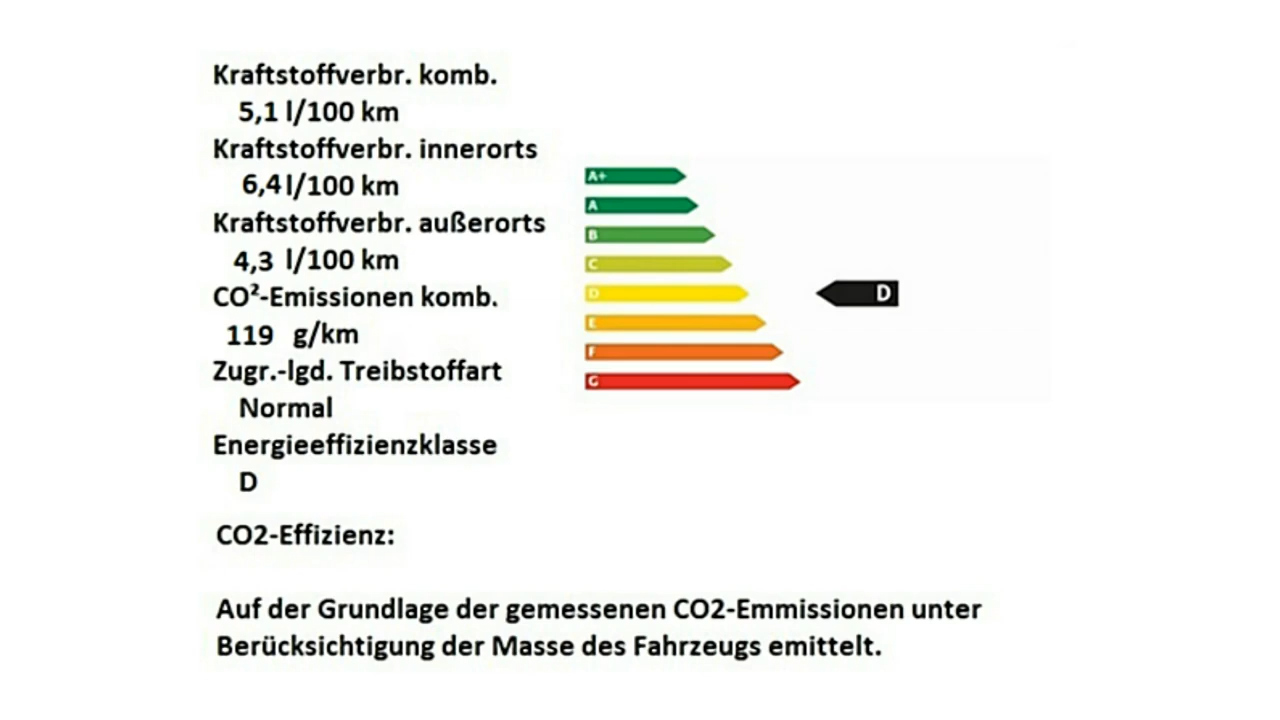 Kraftstoffverbr. komb.
5,1 l/100 km
Kraftstoffverbr. innerorts
6,4 l/100 km
Kraftstoffverbr. außerorts
4,3 l/100 km
CO²-Emissionen komb.
119 g/km
Zugr.-lgd. Treibstoffart
Normal
Energieeffizienzklasse
D
A+
A
B
C
D
D
E
F
G
CO2-Effizienz:
Auf der Grundlage der gemessenen CO2-Emmissionen unter
Berücksichtigung der Masse des Fahrzeugs emittelt.